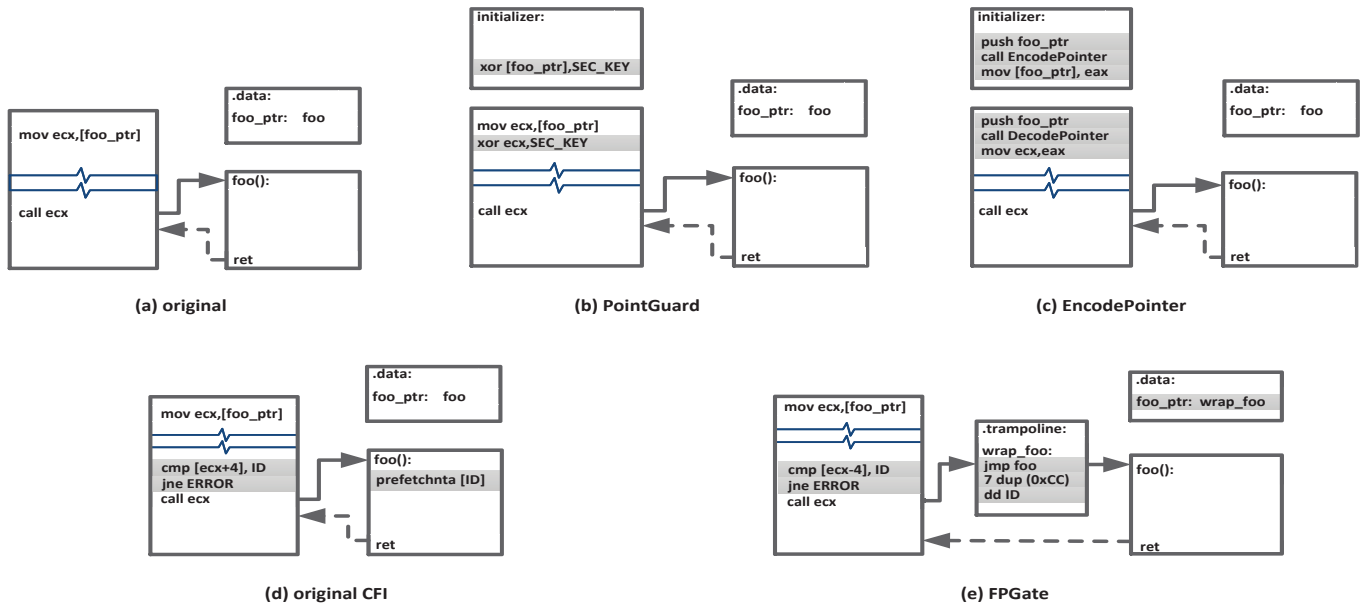 mov ecx,[foo_ptr]
call ecx
.data:
foo_ptr: foo
foo():
ret
(a) original
initializer:
xor [foo_ptr],SEC_KEY
mov ecx,[foo_ptr]
xor ecx,SEC_KEY
call ecx
.data:
foo_ptr: foo
foo():
ret
(b) PointGuard
initializer:
push foo_ptr
call EncodePointer
mov [foo_ptr], eax
push foo_ptr
call DecodePointer
mov ecx,eax
call ecx
.data:
foo_ptr: foo
foo():
ret
(c) EncodePointer
mov ecx,[foo_ptr]
cmp [ecx+4], ID
jne ERROR
call ecx
.data:
foo_ptr: foo
foo():
prefetchnta [ID]
ret
(d) original CFI
mov ecx,[foo_ptr]
cmp [ecx-4], ID
jne ERROR
call ecx
.trampoline:
wrap_foo:
jmp foo
7 dup (0xCC)
dd ID
.data:
foo_ptr: wrap_foo
foo():
ret
(e) FPGate